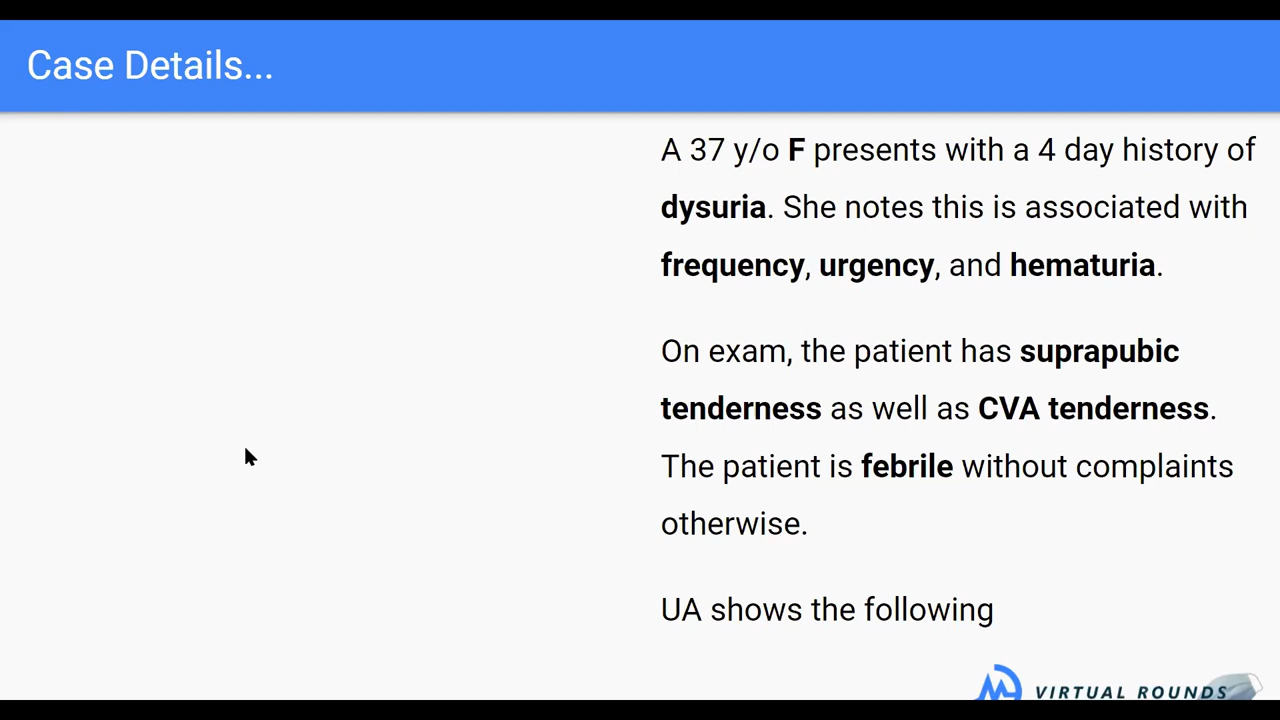 Case Details...
A 37 y/o F presents with a 4 day history of
dysuria. She notes this is associated with
frequency, urgency, and hematuria.
On exam, the patient has suprapubic
tenderness as well as CVA tenderness.
The patient is febrile without complaints
otherwise.
UA shows the following
VIRTUAL ROUNDS